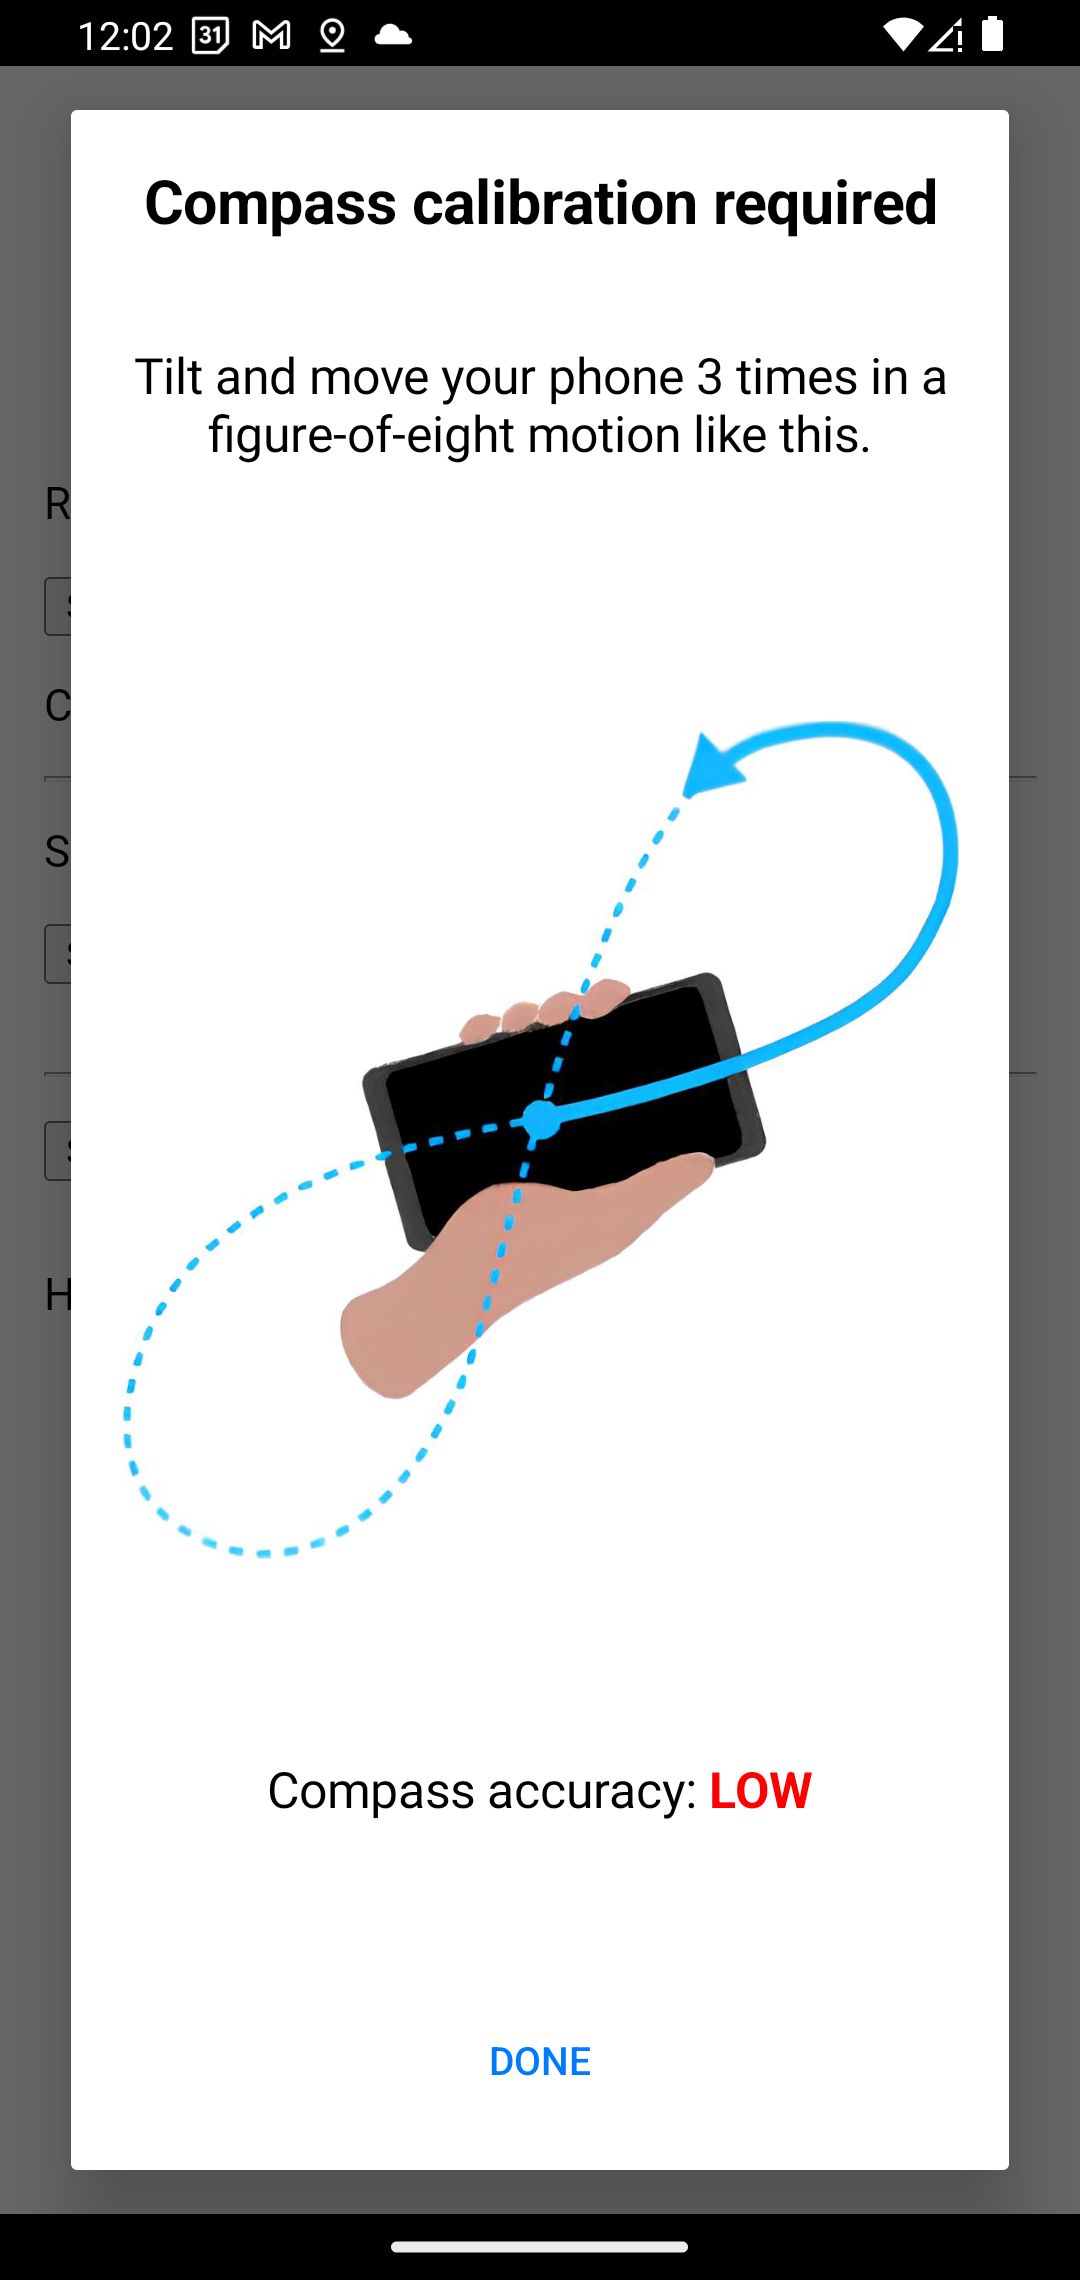 12:02 31
Compass calibration required
Tilt and move your phone 3 times in a
figure-of-eight motion like this.
R
S
C
S
S
S
H
Compass accuracy: LOW
DONE